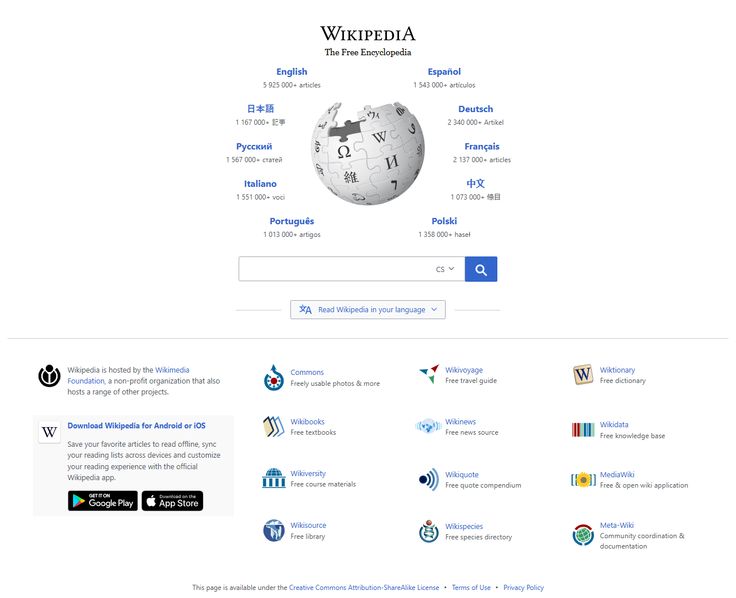 WIKIPEDIA
The Free Encyclopedia
English
5 925 000+ articles
Español
1 543 000+ artículos
日本語
1 167 000+ 記事
Deutsch
2 340 000+ Artikel
Русский
1 567 000+ статей
Français
2 137 000+ articles
Italiano
1 551 000+ voci
中文
1 073 000+ 條目
Português
1 013 000+ artigos
Polski
1 358 000+ haseł
Ω
W
И
維
CS
Read Wikipedia in your language
Wikipedia is hosted by the Wikimedia
Foundation, a non-profit organization that also
hosts a range of other projects.
W
Download Wikipedia for Android or iOS
Save your favorite articles to read offline, sync
your reading lists across devices and customize
your reading experience with the official
Wikipedia app.
GET IT ON
Google Play
Download on the
App Store
Commons
Freely usable photos & more
Wikivoyage
Free travel guide
W
Wiktionary
Free dictionary
Wikibooks
Free textbooks
Wikinews
Free news source
Wikidata
Free knowledge base
Wikiversity
Free course materials
Wikiquote
Free quote compendium
MediaWiki
Free & open wiki application
Wikisource
Free library
Wikispecies
Free species directory
Meta-Wiki
Community coordination &
documentation
This page is available under the Creative Commons Attribution-ShareAlike License • Terms of Use • Privacy Policy